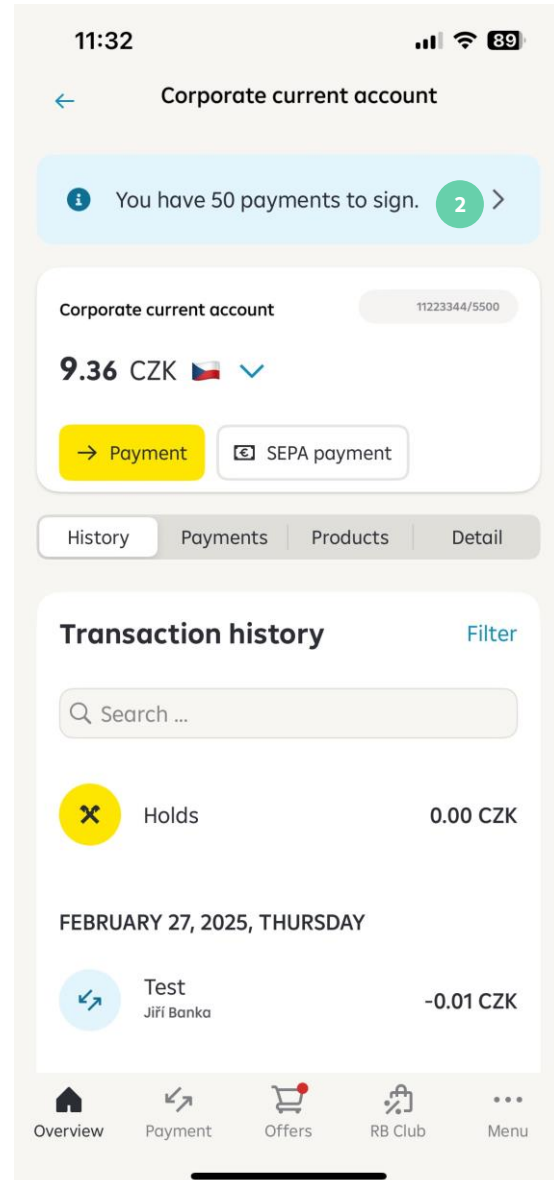 11:32
89
Corporate current account
You have 50 payments to sign.
2
Corporate current account
11223344/5500
9.36 CZK
Payment
SEPA payment
History
Payments
Products
Detail
Transaction history
Filter
Search ...
Holds
0.00 CZK
FEBRUARY 27, 2025, THURSDAY
Test
Jiří Banka
-0.01 CZK
Overview
Payment
Offers
RB Club
Menu